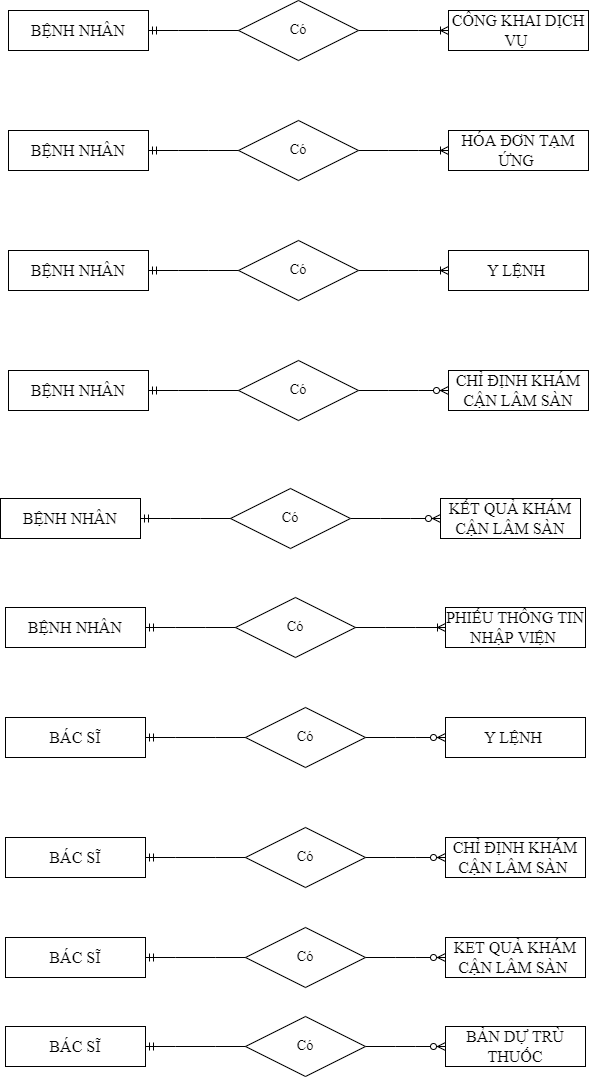 BỆNH NHÂN
Có
CÔNG KHAI DỊCH
VỤ
BỆNH NHÂN
Có
HÓA ĐƠN TẠM
ỨNG
BỆNH NHÂN
Có
Y LỆNH
BỆNH NHÂN
Có
CHỈ ĐỊNH KHÁM
CẬN LÂM SÀN
BỆNH NHÂN
Có
KẾT QUẢ KHÁM
CẬN LÂM SÀN
BỆNH NHÂN
Có
PHIẾU THÔNG TIN
NHẬP VIỆN
BÁC SĨ
Có
Y LỆNH
BÁC SĨ
Có
CHỈ ĐỊNH KHÁM
CẬN LÂM SÀN
BÁC SĨ
Có
KET QUẢ KHÁM
CẬN LÂM SÀN
BÁC SĨ
Có
BẢN DỰ TRÙ
THUỐC